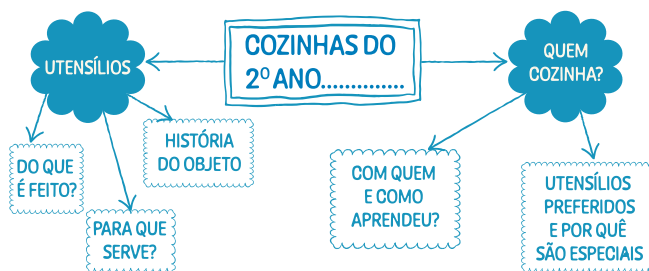 COZINHAS DO
2º ANO..............
UTENSÍLIOS
QUEM
COZINHA?
DO QUE
É FEITO?
HISTÓRIA
DO OBJETO
PARA QUE
SERVE?
COM QUEM
E COMO
APRENDEU?
UTENSÍLIOS
PREFERIDOS
E POR QUÊ
SÃO ESPECIAIS